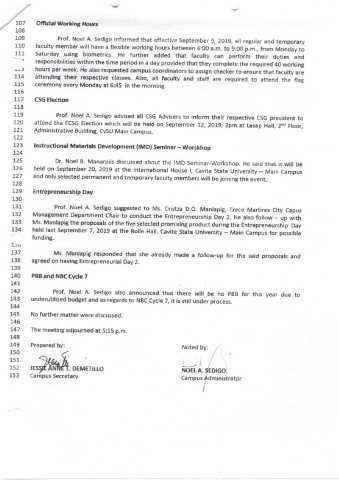 107 Official Working Hours
108
109 Prof. Noel A. Sedigo informed that effective September 9, 2019, all regular and temporary
110 faculty member will have a flexible working hours between 6:00 a.m. to 9:00 p.m., from Monday to
111 Saturday using biometrics. He further added that faculty can perform their duties and
112 responsibilities within the time period in a day provided that they complete the required 40 working
113 hours per week. He also requested campus coordinators to assign checker to ensure that faculty are
114 attending their respective classes. Also, all faculty and staff are required to attend the flag
115 ceremony every Monday at 6:45 in the morning.
116
117 CSG Election
118
119 Prof. Noel A. Sedigo advised all CSG Advisers to inform their respective CSG president to
120 attend the FCSG Election which will be held on September 12, 2019, 2pm at Lasap Hall, 2nd Floor,
121 Administrative Building, CvSU Main Campus.
122
123 Instructional Materials Development (IMD) Seminar – Worskhop
124
125 Dr. Noel B. Manarpiis discussed about the IMD Seminar-Workshop. He said that it will be
126 held on September 20, 2019 at the International House I, Cavite State University – Main Campus
127 and only selected permanent and temporary faculty members will be joining the event.
128
129 Entrepreneurship Day
130
131 Prof. Noel A. Sedigo suggested to Ms. Cristza D.O. Manlapig, Trece Martires City Capus
132 Management Department Chair to conduct the Entrepreneurship Day 2. He also follow – up with
133 Ms. Manlapig the proposals of the five selected promising product during the Entrepreneurship Day
134 held last September 7, 2019 at the Rolle Hall, Cavite State University – Main Campus for possible
funding.
137 Ms. Manlapig responded that she already made a follow-up for the said proposals and
138 agreed on having Entreprenuerial Day 2.
139
140 PBB and NBC Cycle 7
141
142 Prof. Noel A. Sedigo also announced that there will be no PBB for this year due to
143 underutilized budget and as regards to NBC Cycle 7, it is still under process.
144
145 No further matter were discussed.
146
147 The meeting adjourned at 5:15 p.m.
148
149 Prepared by: Noted by:
150
151
152 JESSIE ANNE T. DEMETILLO NOEL A. SEDIGO
153 Campus Secretary Campus Administrator